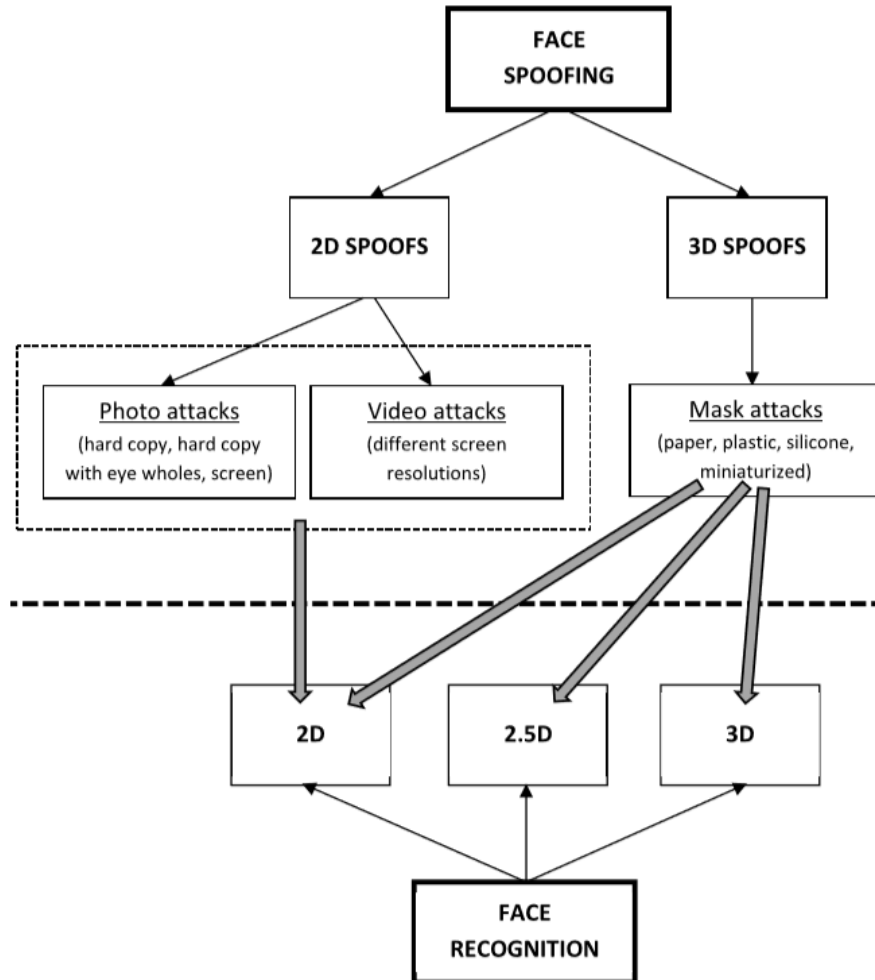 FACE
SPOOFING
2D SPOOFS
3D SPOOFS
Photo attacks
(hard copy, hard copy
with eye wholes, screen)
Video attacks
(different screen
resolutions)
Mask attacks
(paper, plastic, silicone,
miniaturized)
2D
2.5D
3D
FACE
RECOGNITION